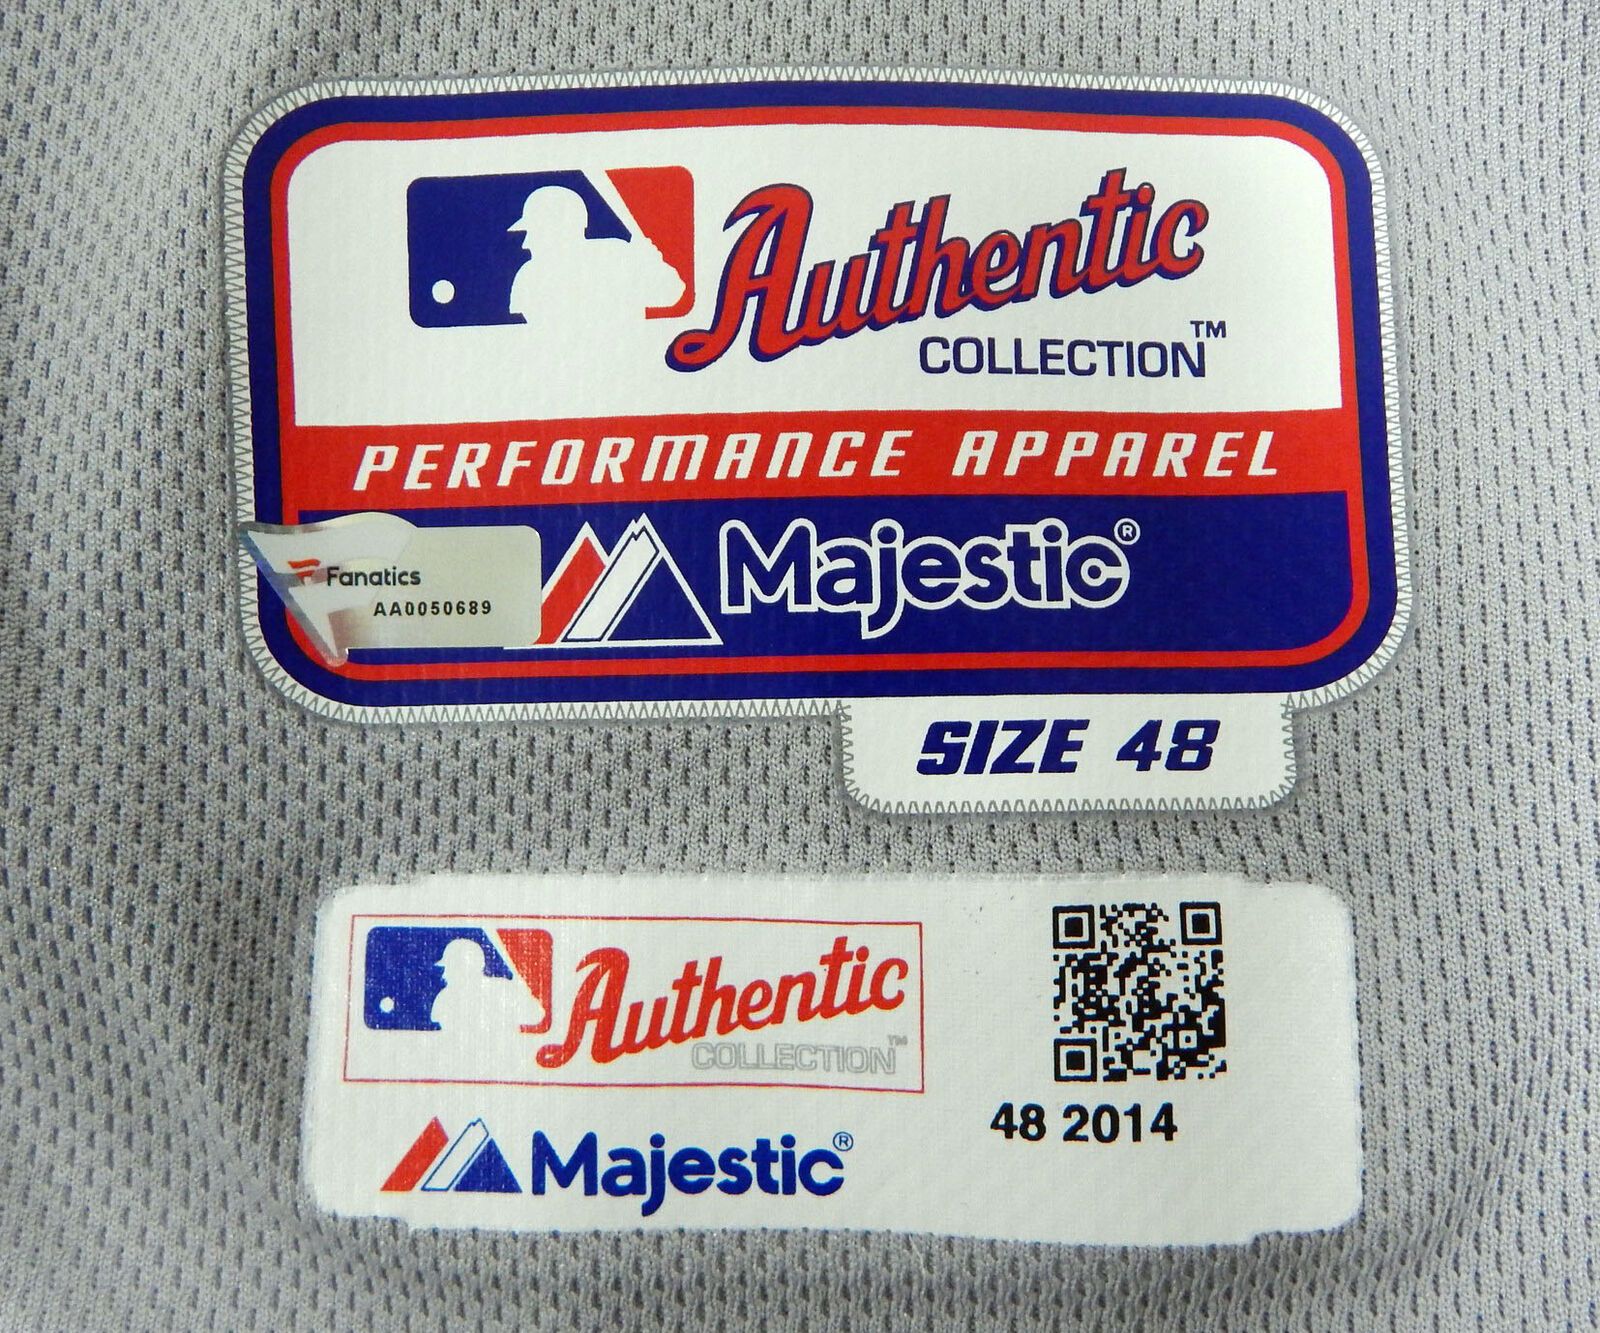 Authentic
COLLECTION™
PERFORMANCE APPAREL
Fanatics
AA0050689
Majestic®
SIZE 48
Authentic
COLLECTION™
48 2014
Majestic®